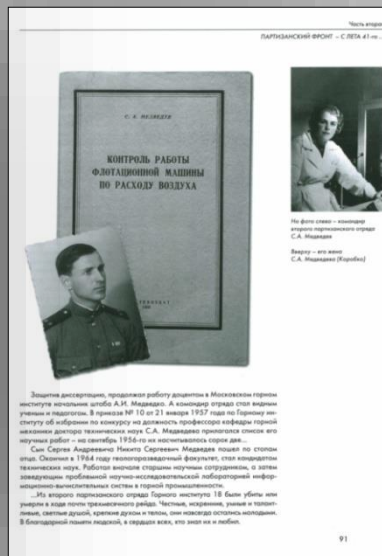 Часть вторая
ПАРТИЗАНСКИЙ ФРОНТ – С ЛЕТА 41-го
КОНТРОЛЬ РАБОТЫ
ФЛОТАЦИОННОЙ МАШИНЫ
ПО РАСХОДУ ВОЗДУХА
На фото слева – командир
второго партизанского отряда
С.А. Медведев
Вверху – его жена
С.А. Медведева (Коробко)
Защитив диссертацию, продолжал работу доцентом в Московском горном
институте начальник штаба А.И. Медведко. А командир отряда стал видным
ученым и педагогом. В приказе № 10 от 21 января 1957 по Горному ин-
ституту об избрании по конкурсу на должность профессора кафедры горной
механики доктора технических наук С.А. Медведева прилагался список его
научных работ – на сентябрь 1956-го их насчитывалось сорок две...
Сын Сергея Андреевича Никита Сергеевич Медведев пошел по стопам
отца. Окончил в 1964 году геологоразведочный факультет, стал кандидатом
технических наук. Работал вначале старшим научным сотрудником, а затем
заведующим проблемной научно-исследовательской лабораторией инфор-
мационно-вычислительных систем в горной промышленности.
...Из второго партизанского отряда Горного института 18 были убиты или
умерли в ходе почти трехмесячного рейда. Честные, искренние, умные и талант-
ливые, светлые душой, крепкие духом и телом, они навсегда остались молодыми.
В благодарной памяти людской, в сердцах всех, кто знал их и любил.
91